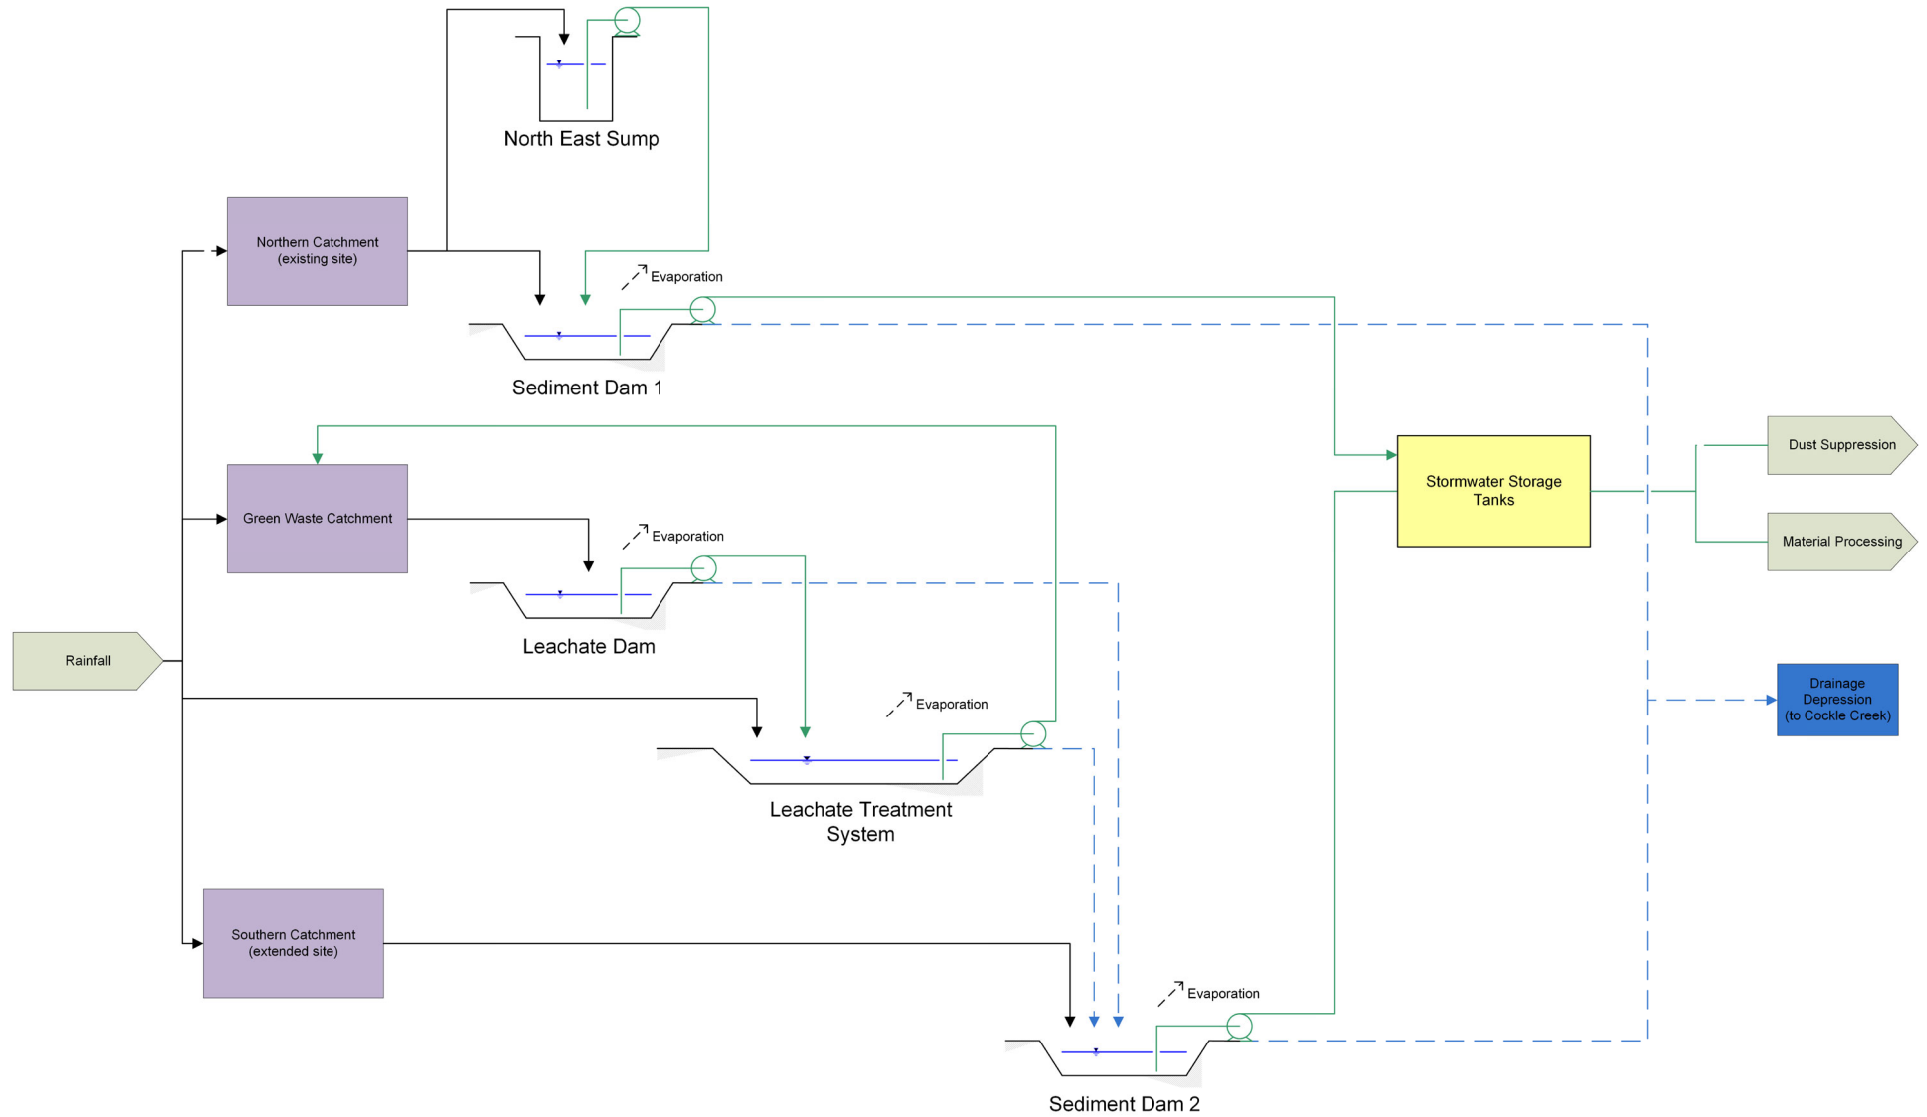 North East Sump
Northern Catchment
(existing site)
Evaporation
Sediment Dam 1
Dust Suppression
Stormwater Storage
Tanks
Green Waste Catchment
Evaporation
Material Processing
Leachate Dam
Rainfall
Evaporation
Drainage
Depression
(to Cockle Creek)
Leachate Treatment
System
Southern Catchment
(extended site)
Evaporation
Sediment Dam 2